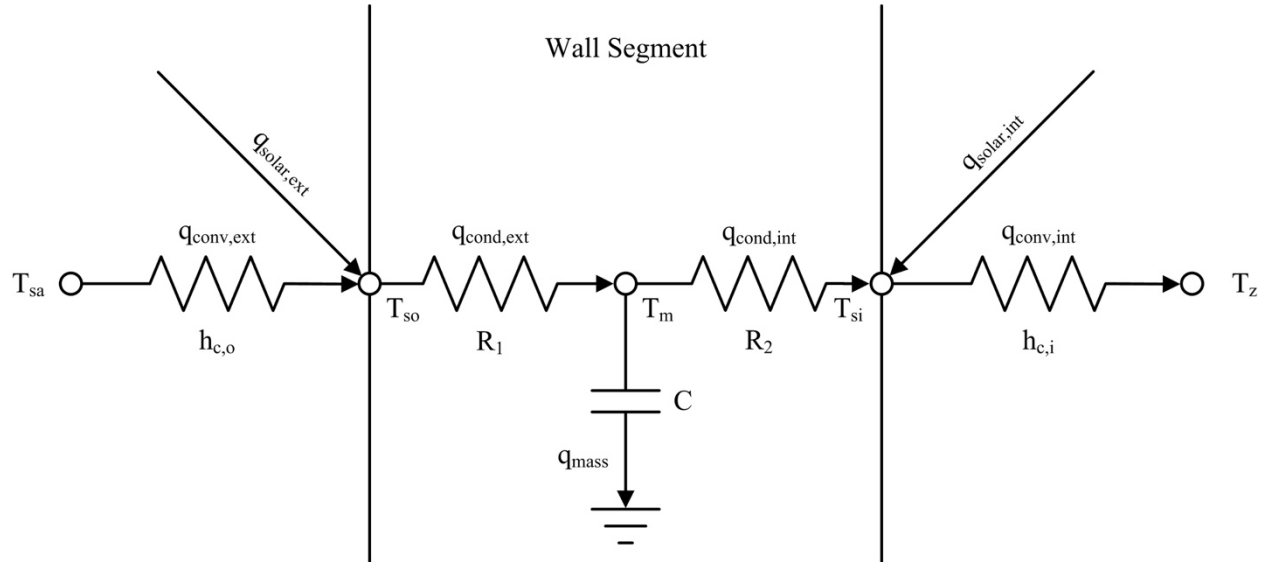 Wall Segment
q_solar,ext
q_solar,int
q_conv,ext
q_cond,ext
q_cond,int
q_conv,int
T_sa
T_so
T_m
T_si
T_z
h_c,o
R_1
R_2
h_c,i
C
q_mass